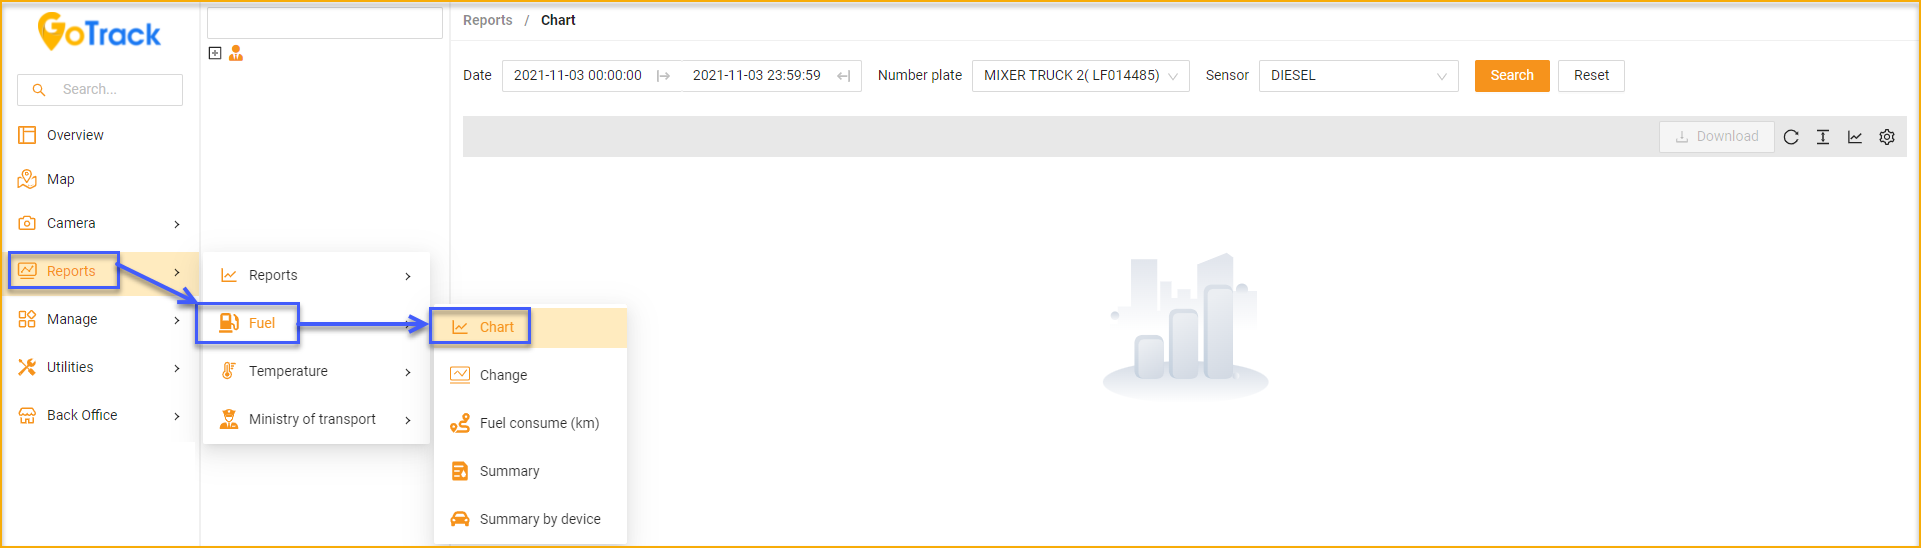 GoTrack
Search...
Overview
Map
Camera
Reports
Manage
Utilities
Back Office
Reports
Fuel
Temperature
Ministry of transport
Chart
Change
Fuel consume (km)
Summary
Summary by device
Reports / Chart
Date 2021-11-03 00:00:00 2021-11-03 23:59:59 Number plate MIXER TRUCK 2( LF014485) Sensor DIESEL Search Reset
Download